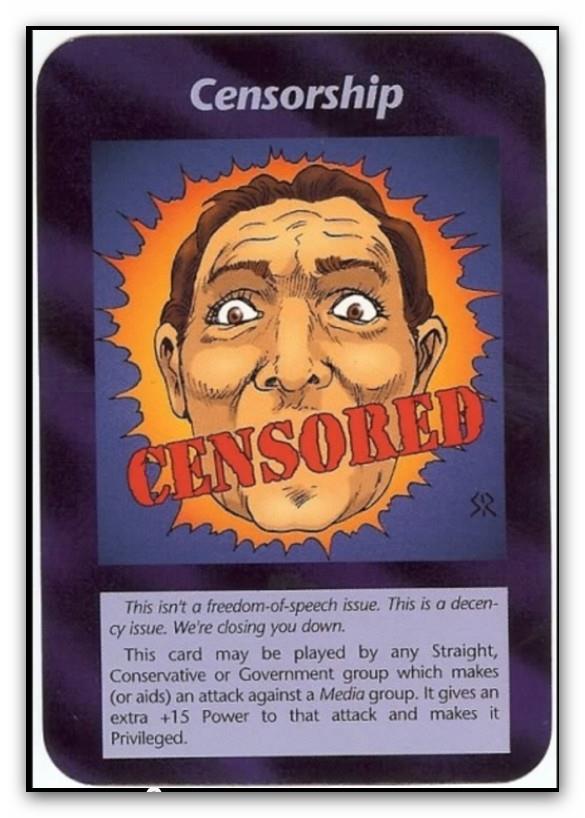 Censorship
CENSORED
SR
This isn't a freedom-of-speech issue. This is a decen-
cy issue. We're closing you down.
This card may be played by any Straight,
Conservative or Government group which makes
(or aids) an attack against a Media group. It gives an
extra +15 Power to that attack and makes it
Privileged.